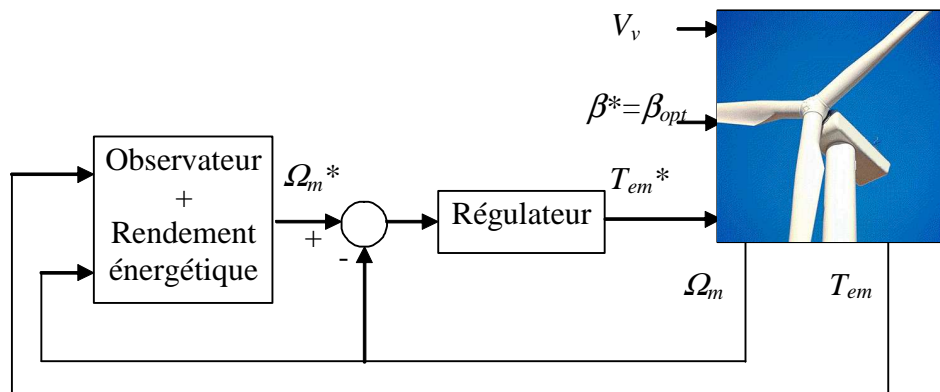 V_v
β*=β_opt
Observateur
+
Rendement
énergétique
Ω_m*
+
-
Régulateur
T_em*
Ω_m
T_em